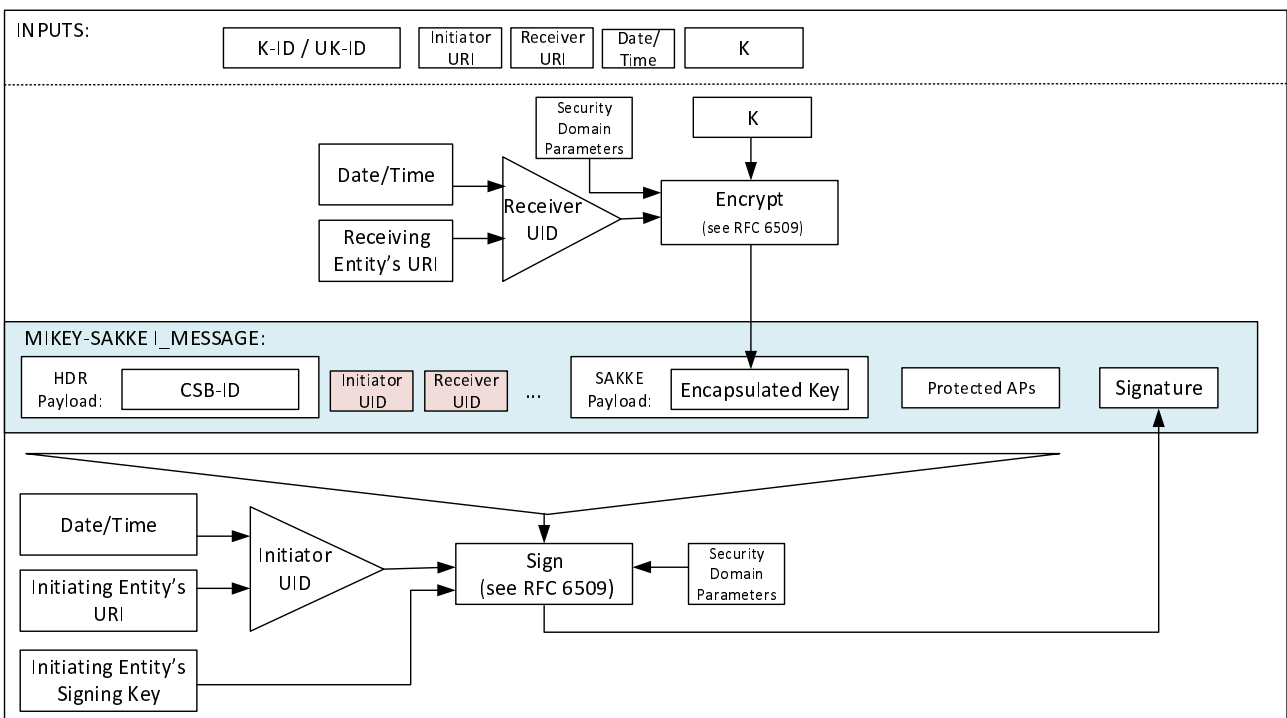 INPUTS:
K-ID / UK-ID
Initiator
URI
Receiver
URI
Date/
Time
K
Security
Domain
Parameters
K
Date/Time
Receiver
UID
Encrypt
(see RFC 6509)
Receiving
Entity's URI
MIKEY-SAKKE I_MESSAGE:
HDR
Payload:
CSB-ID
Initiator
UID
Receiver
UID
...
SAKKE
Payload:
Encapsulated Key
Protected APs
Signature
Date/Time
Initiator
UID
Sign
(see RFC 6509)
Security
Domain
Parameters
Initiating Entity's
URI
Initiating Entity's
Signing Key